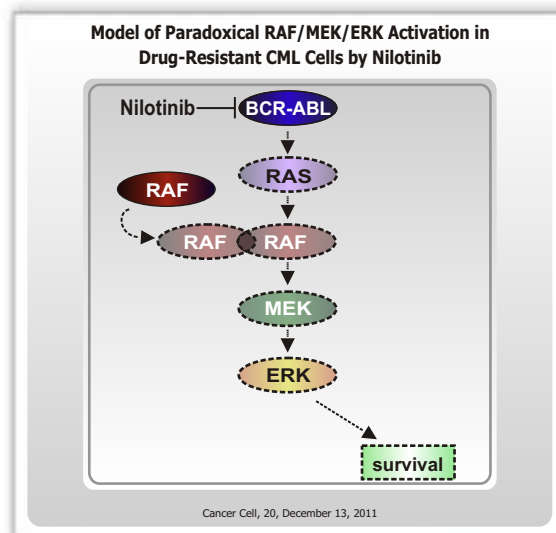 Model of Paradoxical RAF/MEK/ERK Activation in
Drug-Resistant CML Cells by Nilotinib
Nilotinib
BCR-ABL
RAS
RAF
RAF
RAF
MEK
ERK
survival
Cancer Cell, 20, December 13, 2011